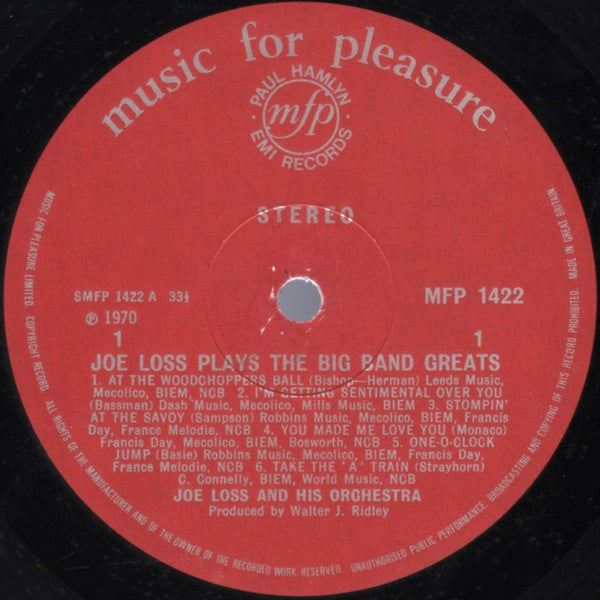 music for pleasure
PAUL HAMLYN
mfp
EMI RECORDS
STEREO
SMFP 1422 A 33⅓
MFP 1422
℗ 1970
1
1
JOE LOSS PLAYS THE BIG BAND GREATS
1. AT THE WOODCHOPPERS BALL (Bishop—Herman) Leeds Music,
Mecolico, BIEM, NCB 2. I'M GETTING SENTIMENTAL OVER YOU
(Bassman) Dash Music, Mecolico, Mills Music, BIEM 3. STOMPIN'
AT THE SAVOY (Sampson) Robbins Music, Mecolico, BIEM, Francis
Day, France Melodie, NCB 4. YOU MADE ME LOVE YOU (Monaco)
Francis Day, Mecolico, BIEM, Bosworth, NCB 5. ONE-O-CLOCK
JUMP (Basie) Robbins Music, Mecolico, BIEM, Francis Day,
France Melodie, NCB 6. TAKE THE 'A' TRAIN (Strayhorn)
C. Connelly, BIEM, World Music, NCB
JOE LOSS AND HIS ORCHESTRA
Produced by Walter J. Ridley
MUSIC FOR PLEASURE LIMITED. COPYRIGHT RECORD. ALL RIGHTS OF THE MANUFACTURER AND OF THE OWNER OF THE RECORDED WORK RESERVED. UNAUTHORISED PUBLIC PERFORMANCE, BROADCASTING AND COPYING OF THIS RECORD PROHIBITED. MADE IN GREAT BRITAIN.